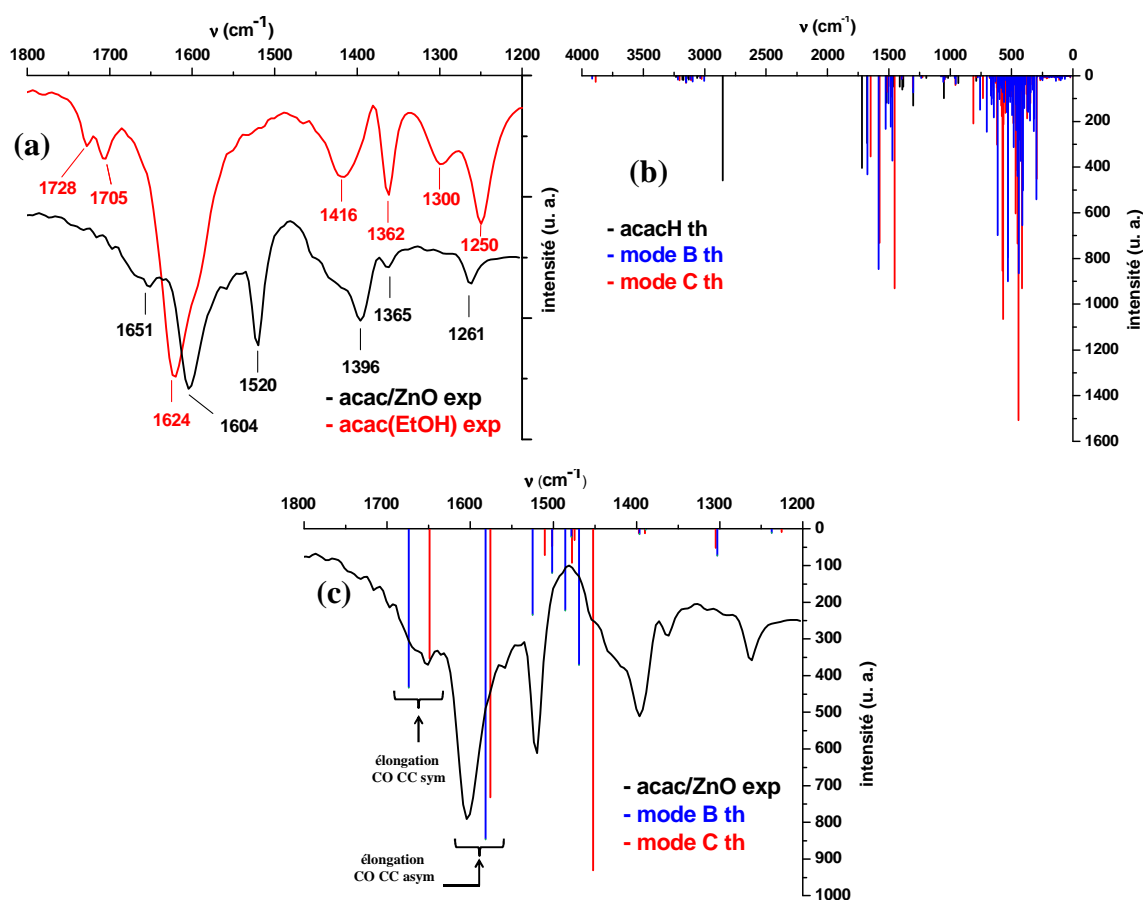 ν (cm-1)
1800 1700 1600 1500 1400 1300 1200
(a)
1728
1705
1624
1416
1362
1300
1250
1651
1604
1520
1396
1365
1261
- acac/ZnO exp
- acac(EtOH) exp
intensité (u. a.)
ν (cm-1)
4000 3500 3000 2500 2000 1500 1000 500 0
0
200
400
600
800
1000
1200
1400
1600
(b)
- acacH th
- mode B th
- mode C th
intensité (u. a.)
ν (cm-1)
1800 1700 1600 1500 1400 1300 1200
0
100
200
300
400
500
600
700
800
900
1000
(c)
élongation
CO CC sym
élongation
CO CC asym
- acac/ZnO exp
- mode B th
- mode C th
intensité (u. a.)